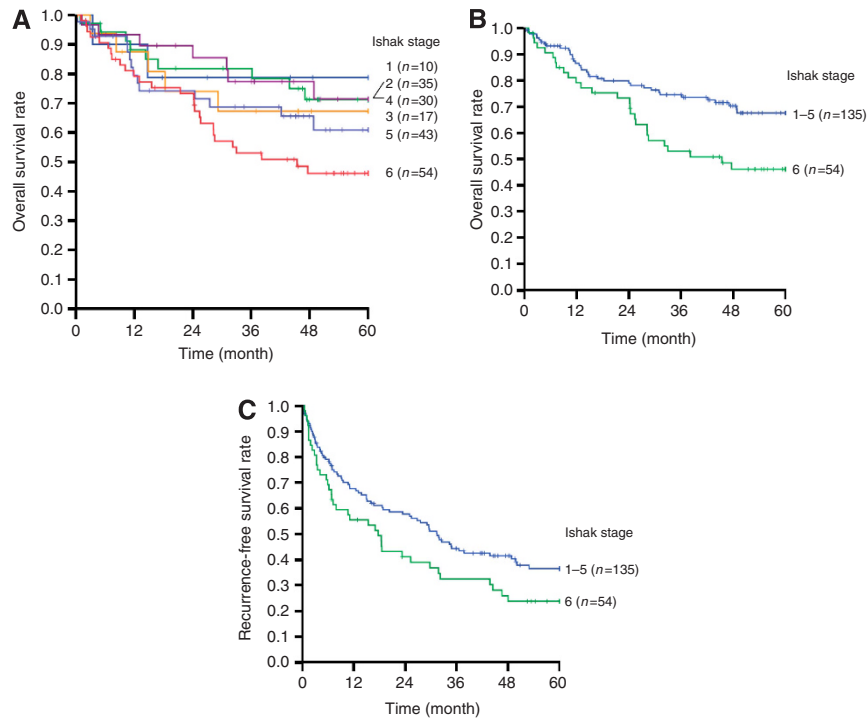 A
Overall survival rate
1.0
0.9
0.8
0.7
0.6
0.5
0.4
0.3
0.2
0.1
0.0
0 12 24 36 48 60
Time (month)
Ishak stage
1 (n=10)
2 (n=35)
4 (n=30)
3 (n=17)
5 (n=43)
6 (n=54)
B
Overall survival rate
1.0
0.9
0.8
0.7
0.6
0.5
0.4
0.3
0.2
0.1
0.0
0 12 24 36 48 60
Time (month)
Ishak stage
1–5 (n=135)
6 (n=54)
C
Recurrence-free survival rate
1.0
0.9
0.8
0.7
0.6
0.5
0.4
0.3
0.2
0.1
0.0
0 12 24 36 48 60
Time (month)
Ishak stage
1–5 (n=135)
6 (n=54)